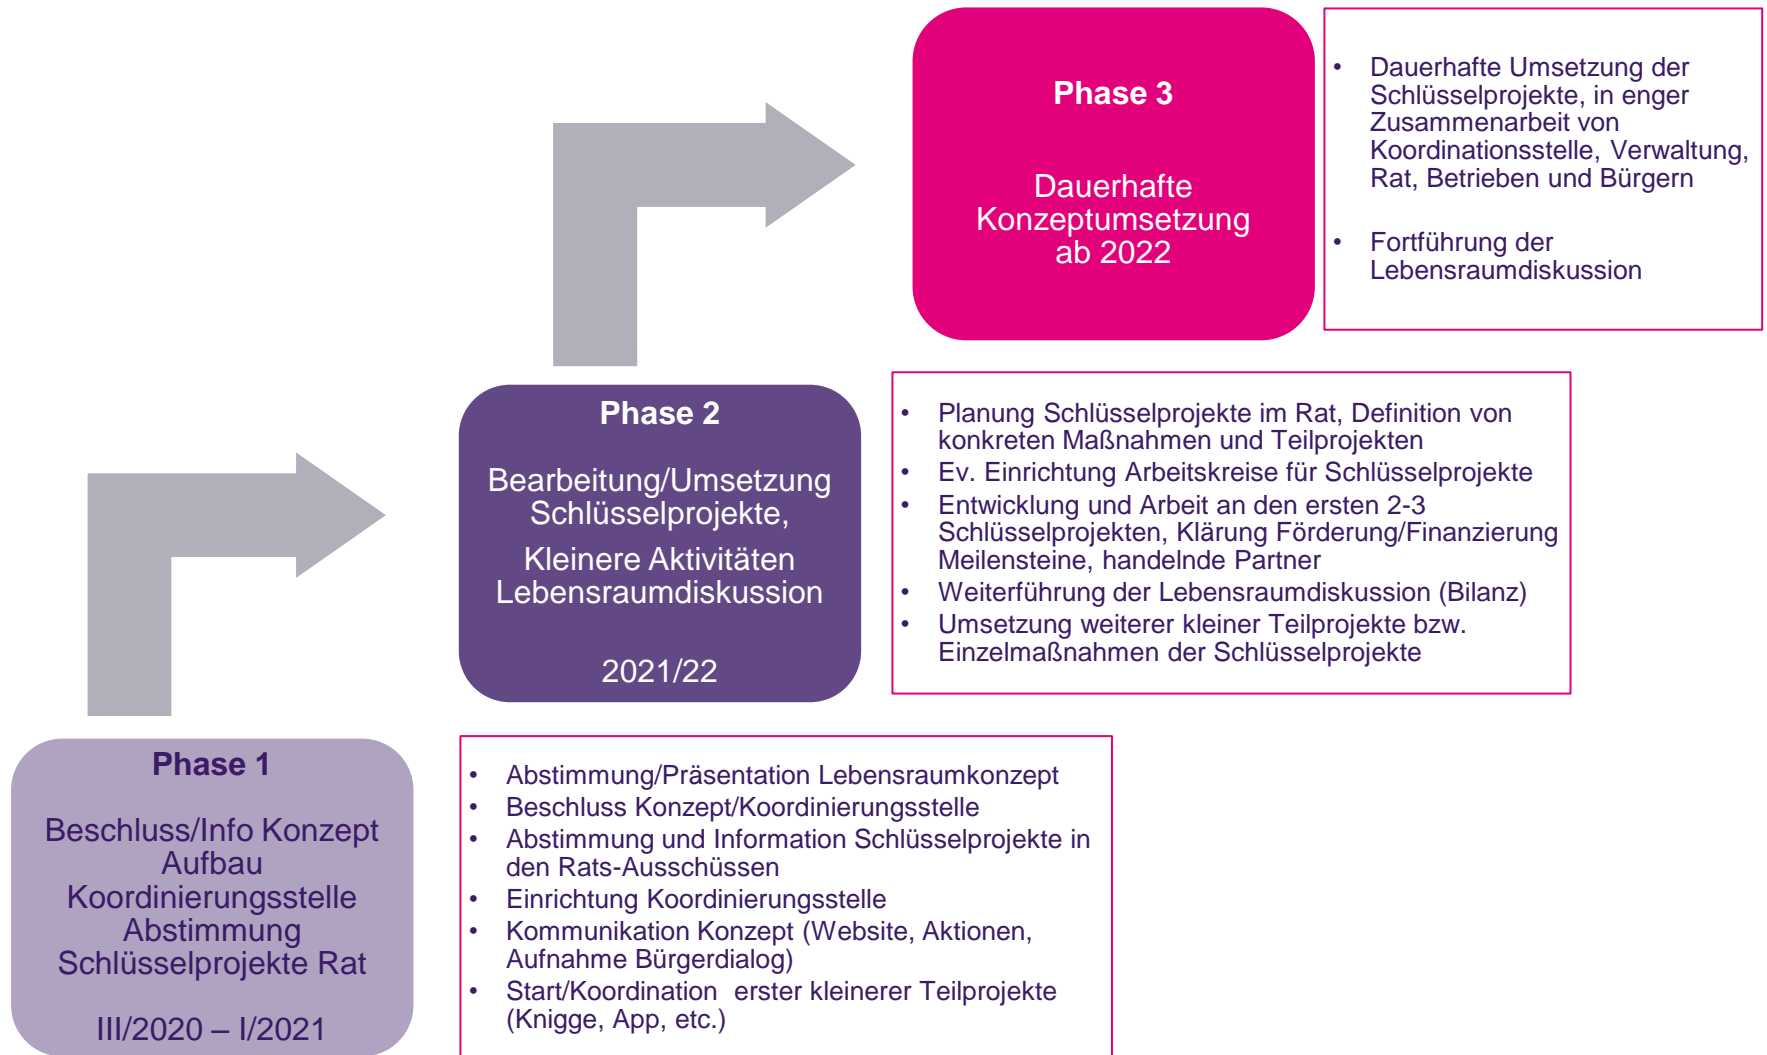 Phase 3
Dauerhafte
Konzeptumsetzung
ab 2022
• Dauerhafte Umsetzung der
Schlüsselprojekte, in enger
Zusammenarbeit von
Koordinationsstelle, Verwaltung,
Rat, Betrieben und Bürgern
• Fortführung der
Lebensraumdiskussion
Phase 2
Bearbeitung/Umsetzung
Schlüsselprojekte,
Kleinere Aktivitäten
Lebensraumdiskussion
2021/22
• Planung Schlüsselprojekte im Rat, Definition von
konkreten Maßnahmen und Teilprojekten
• Ev. Einrichtung Arbeitskreise für Schlüsselprojekte
• Entwicklung und Arbeit an den ersten 2-3
Schlüsselprojekten, Klärung Förderung/Finanzierung
Meilensteine, handelnde Partner
• Weiterführung der Lebensraumdiskussion (Bilanz)
• Umsetzung weiterer kleiner Teilprojekte bzw.
Einzelmaßnahmen der Schlüsselprojekte
Phase 1
Beschluss/Info Konzept
Aufbau
Koordinierungsstelle
Abstimmung
Schlüsselprojekte Rat
III/2020 – I/2021
• Abstimmung/Präsentation Lebensraumkonzept
• Beschluss Konzept/Koordinierungsstelle
• Abstimmung und Information Schlüsselprojekte in
den Rats-Ausschüssen
• Einrichtung Koordinierungsstelle
• Kommunikation Konzept (Website, Aktionen,
Aufnahme Bürgerdialog)
• Start/Koordination  erster kleinerer Teilprojekte
(Knigge, App, etc.)